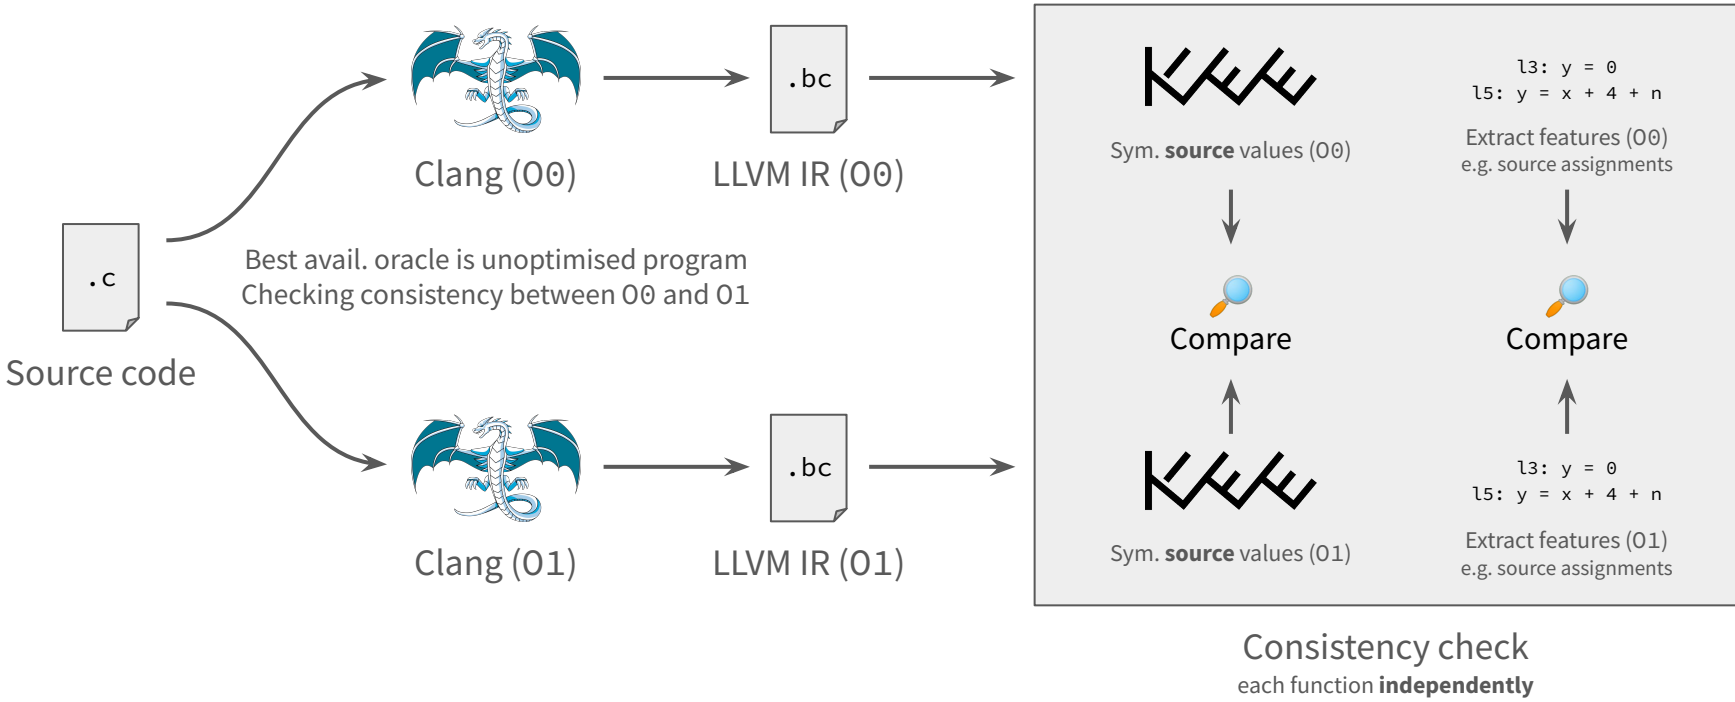 .c
Source code
Clang (O0)
.bc
LLVM IR (O0)
Best avail. oracle is unoptimised program
Checking consistency between O0 and O1
Clang (O1)
.bc
LLVM IR (O1)
KLEE
Sym. source values (O0)
l3: y = 0
l5: y = x + 4 + n
Extract features (O0)
e.g. source assignments
Compare
Compare
KLEE
Sym. source values (O1)
l3: y = 0
l5: y = x + 4 + n
Extract features (O1)
e.g. source assignments
Consistency check
each function independently